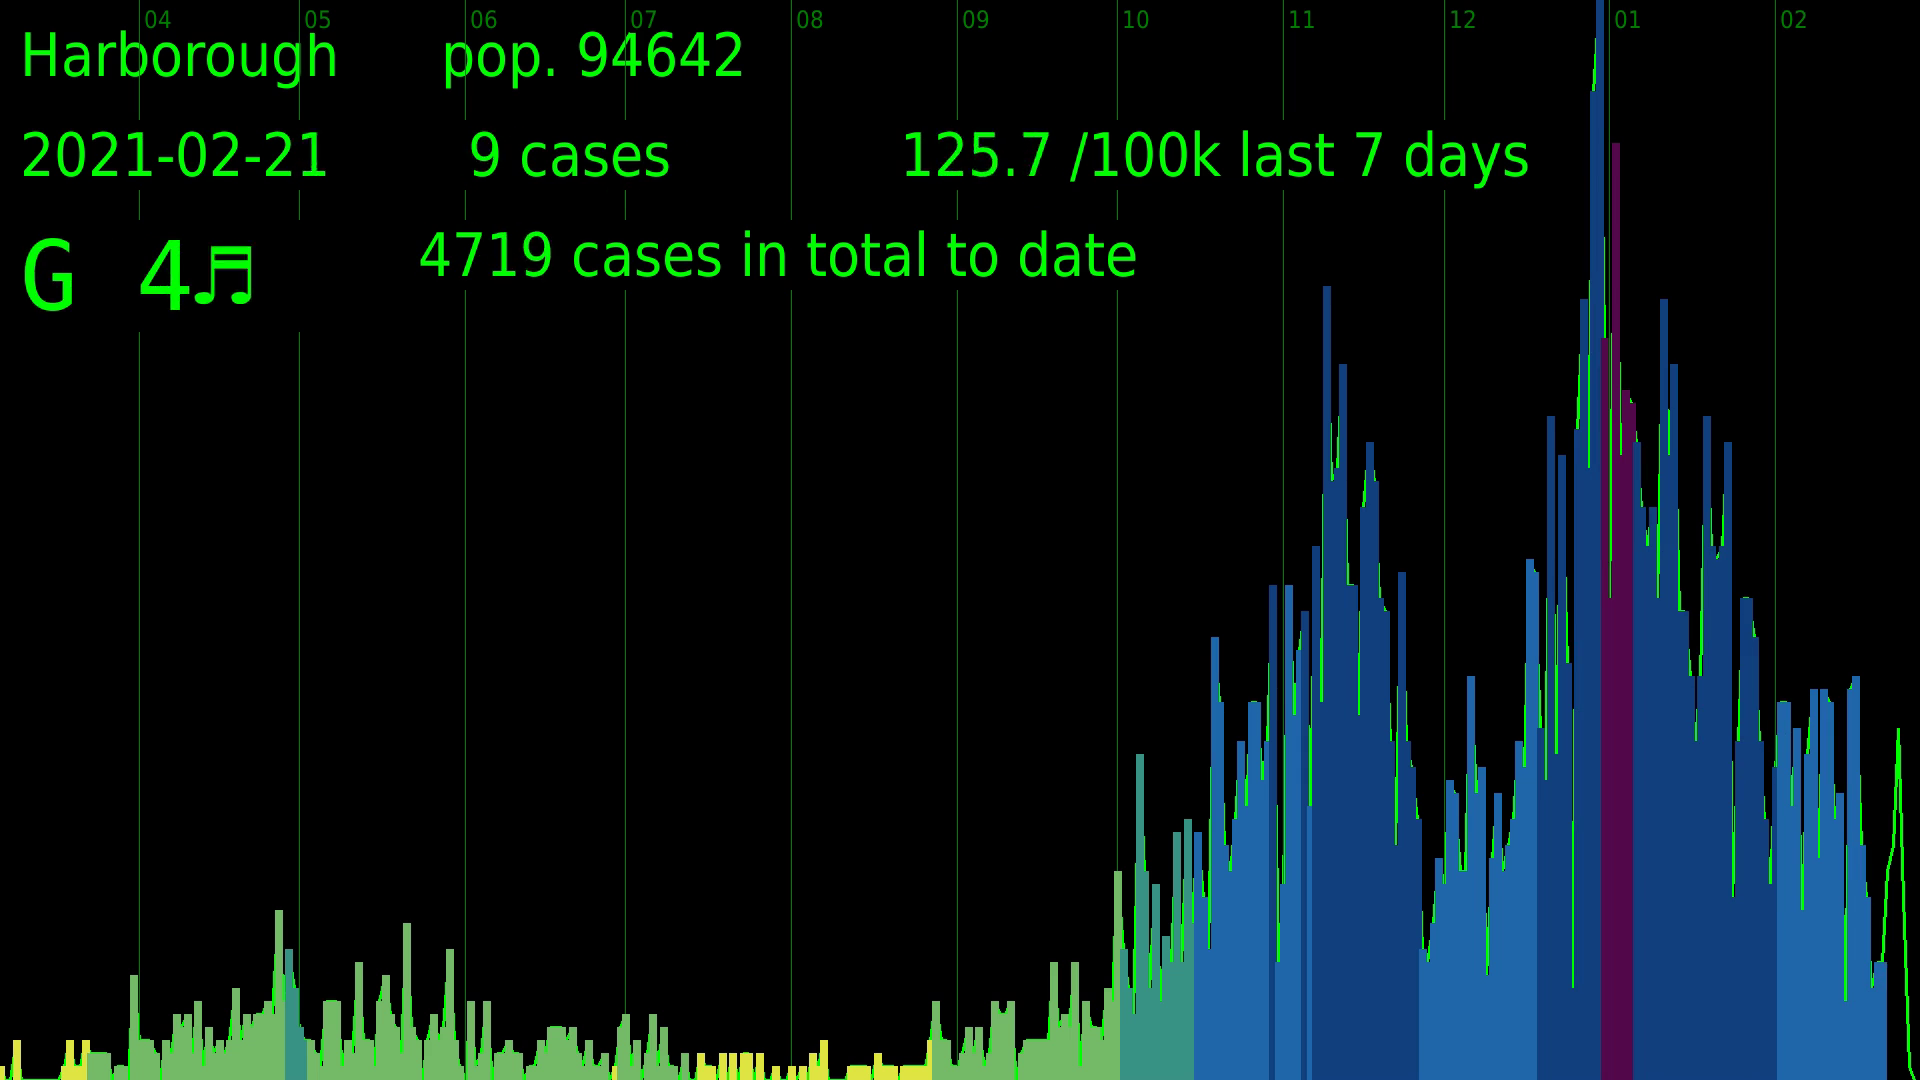 04 05 06 07 08 09 10 11 12 01 02
Harborough pop. 94642
2021-02-21 9 cases 125.7 /100k last 7 days
G 4♬ 4719 cases in total to date